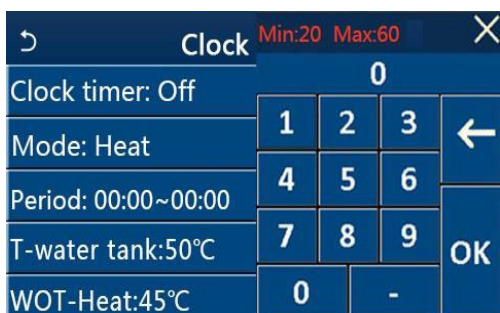 Clock
Clock timer: Off
Mode: Heat
Period: 00:00~00:00
T-water tank:50℃
WOT-Heat:45℃
Min:20 Max:60
0
1 2 3
4 5 6
7 8 9
OK
0 -